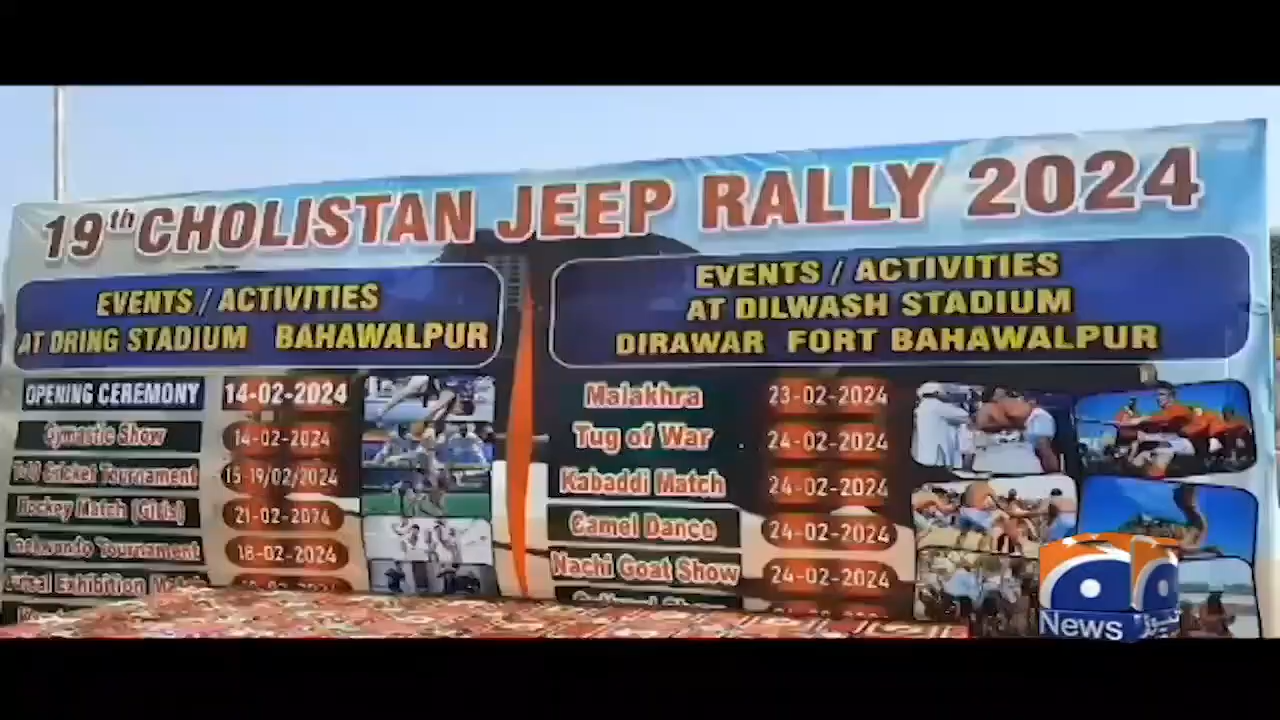 19th CHOLISTAN JEEP RALLY 2024
EVENTS / ACTIVITIES
AT DRING STADIUM BAHAWALPUR
OPENING CEREMONY 14-02-2024
Gymastic Show 14-02-2024
Cricket Tournament 15-19/02/2024
Hockey Match (Girls) 21-02-2024
Taekwondo Tournament 18-02-2024
Exhibition
EVENTS / ACTIVITIES
AT DILWASH STADIUM
DIRAWAR FORT BAHAWALPUR
Malakhra 23-02-2024
Tug of War 24-02-2024
Kabaddi Match 24-02-2024
Camel Dance 24-02-2024
Nachi Goat Show 24-02-2024
News نیوز